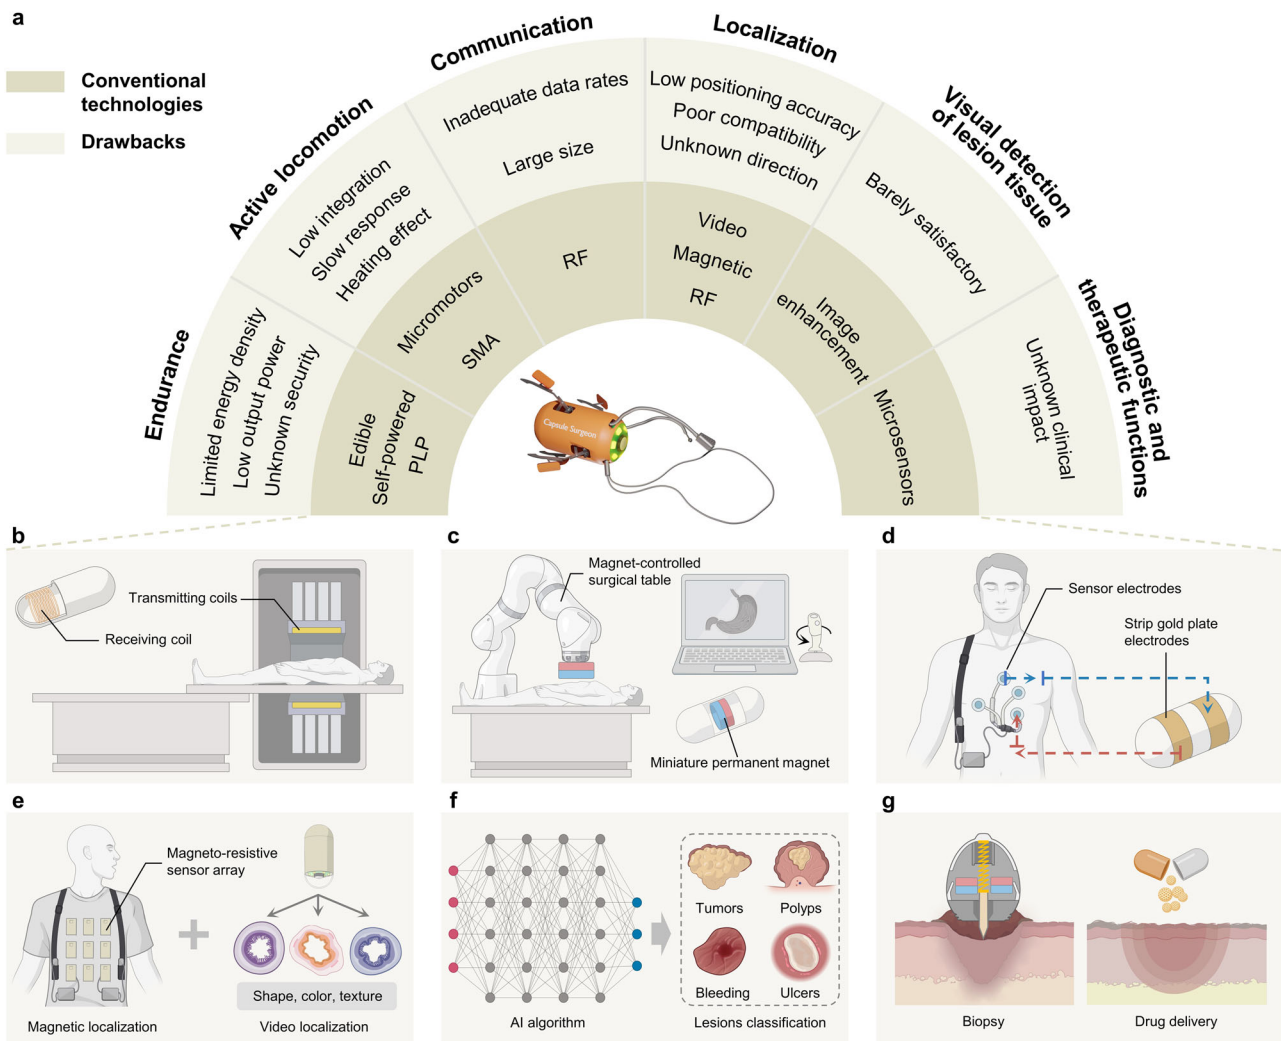 a
Conventional
technologies
Drawbacks
Endurance
Limited energy density
Low output power
Unknown security
Edible
Self-powered
PLP
Active locomotion
Low integration
Slow response
Heating effect
Micromotors
SMA
Communication
Inadequate data rates
Large size
RF
Localization
Low positioning accuracy
Poor compatibility
Unknown direction
Video
Magnetic
RF
Visual detection
of lesion tissue
Barely satisfactory
Image
enhancement
Diagnostic and
therapeutic functions
Unknown clinical
impact
Microsensors
Capsule Surgeon
b
Transmitting coils
Receiving coil
c
Magnet-controlled
surgical table
Miniature permanent magnet
d
Sensor electrodes
Strip gold plate
electrodes
e
Magneto-resistive
sensor array
Shape, color, texture
Magnetic localization
Video localization
f
Tumors
Polyps
Bleeding
Ulcers
AI algorithm
Lesions classification
g
Biopsy
Drug delivery